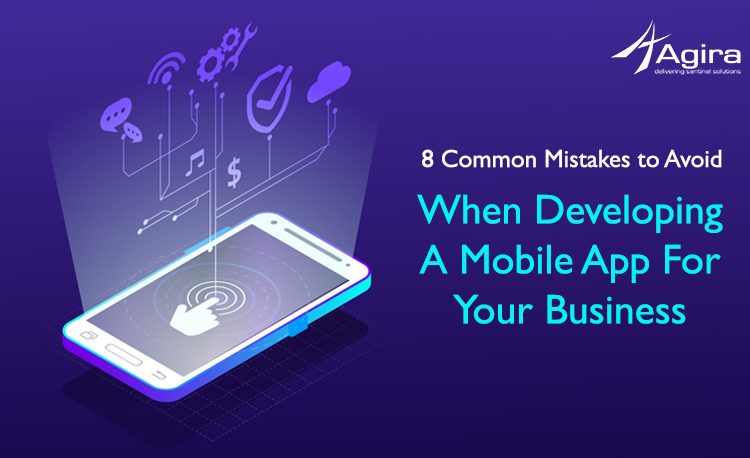 Agira
delivering sentinel solutions
8 Common Mistakes to Avoid
When Developing
A Mobile App For
Your Business
$